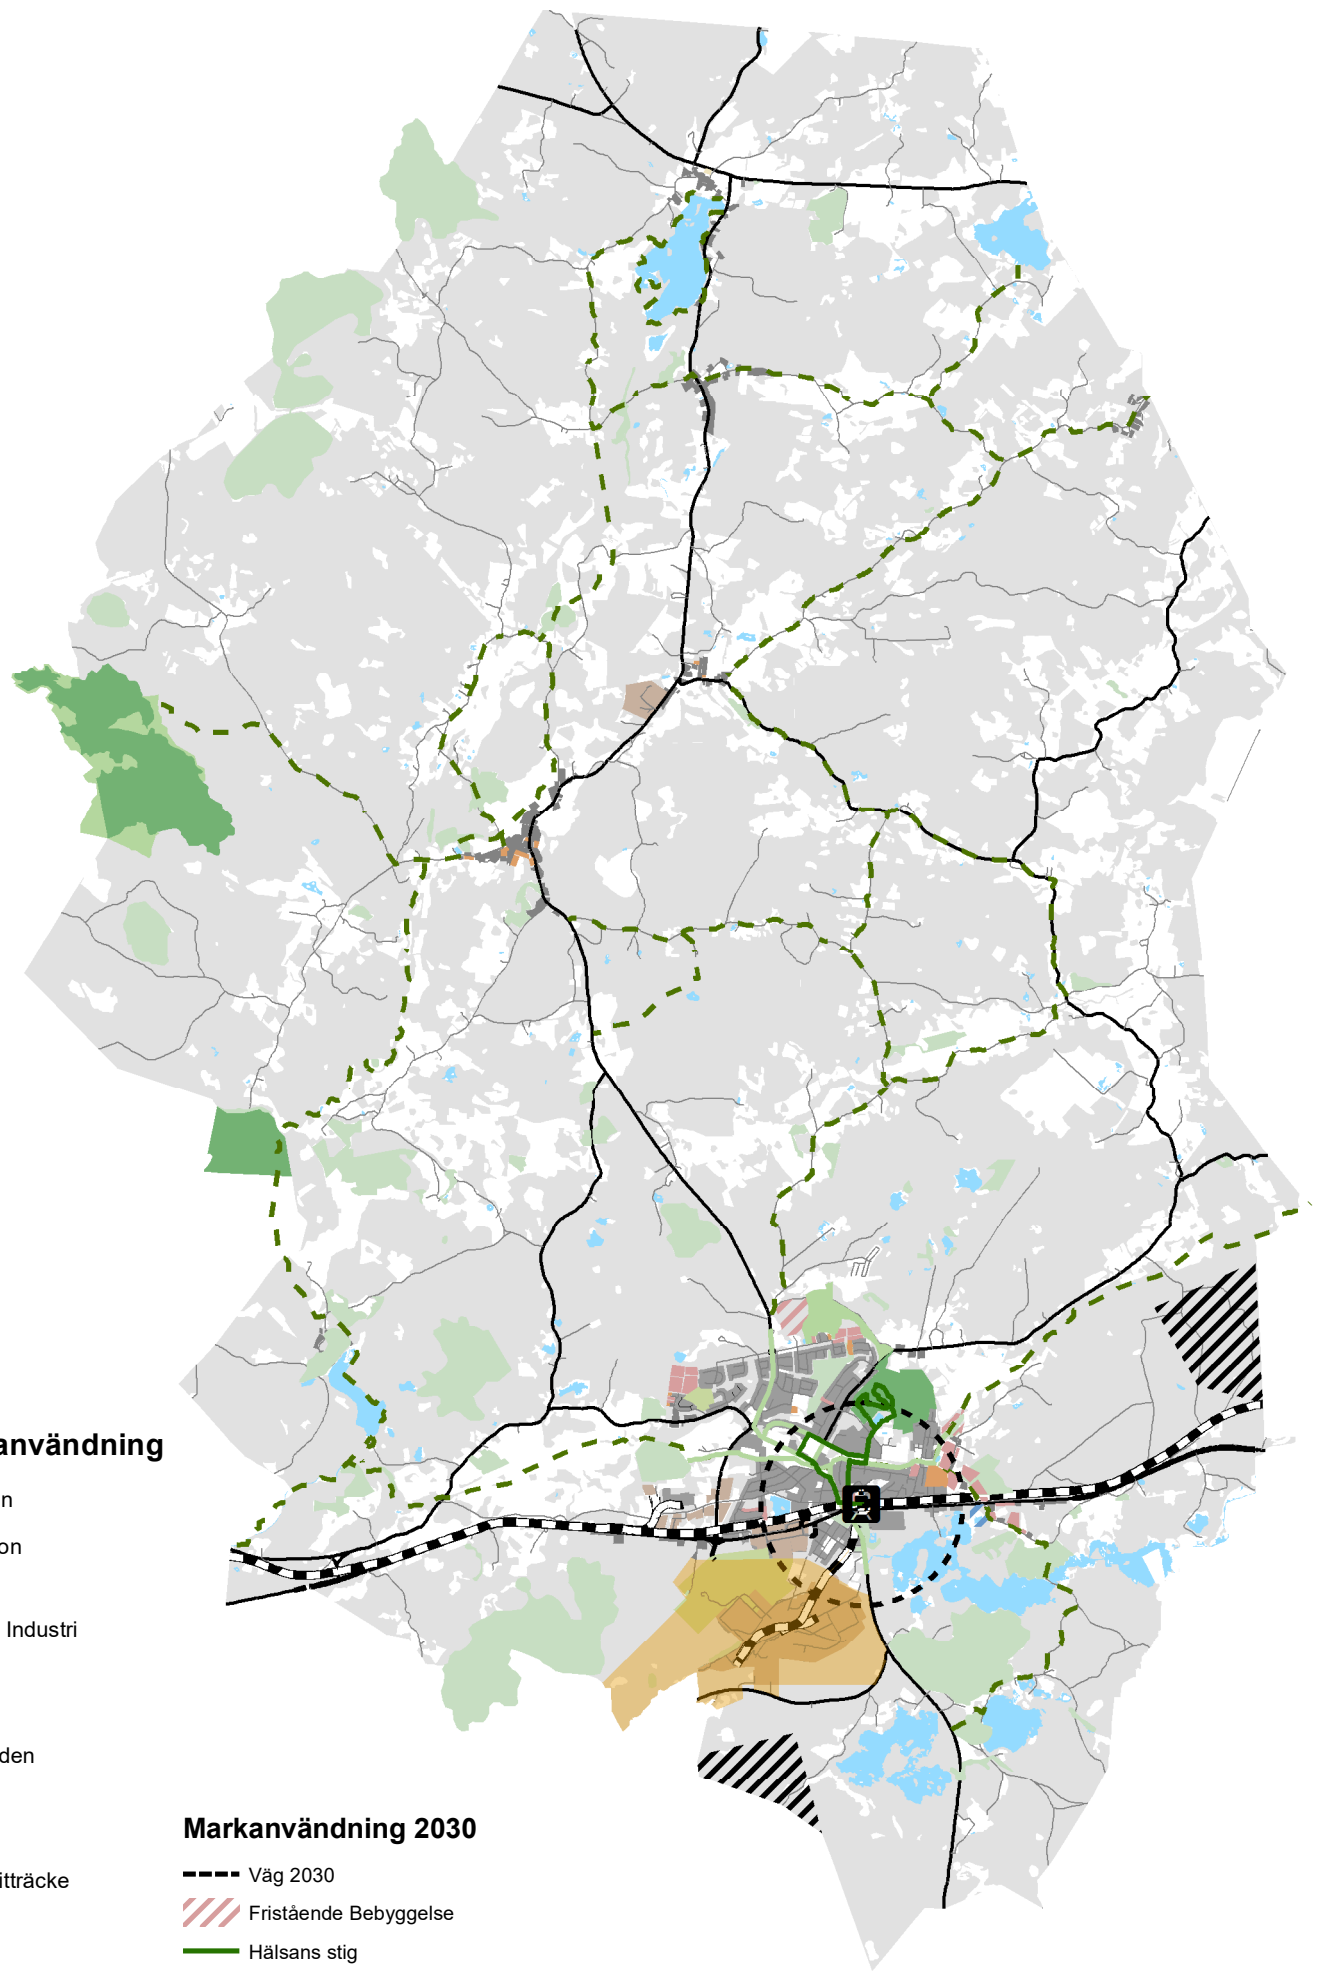 användning
n
on
Industri
den
itträcke
Markanvändning 2030
Väg 2030
Fristående Bebyggelse
Hälsans stig